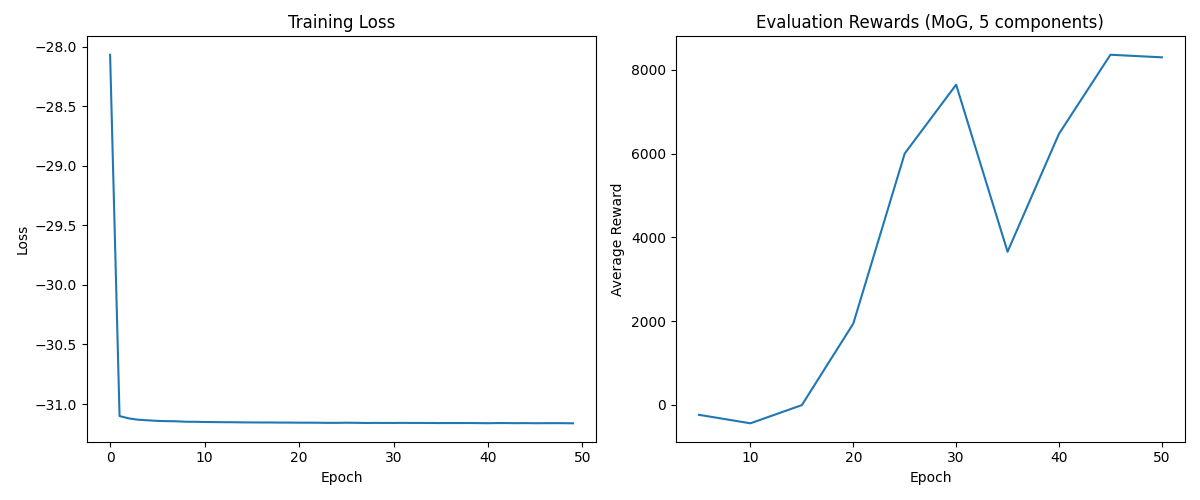 Training Loss
−28.0
−28.5
−29.0
−29.5
−30.0
−30.5
−31.0
Loss
0 10 20 30 40 50
Epoch
Evaluation Rewards (MoG, 5 components)
8000
6000
4000
2000
0
Average Reward
10 20 30 40 50
Epoch